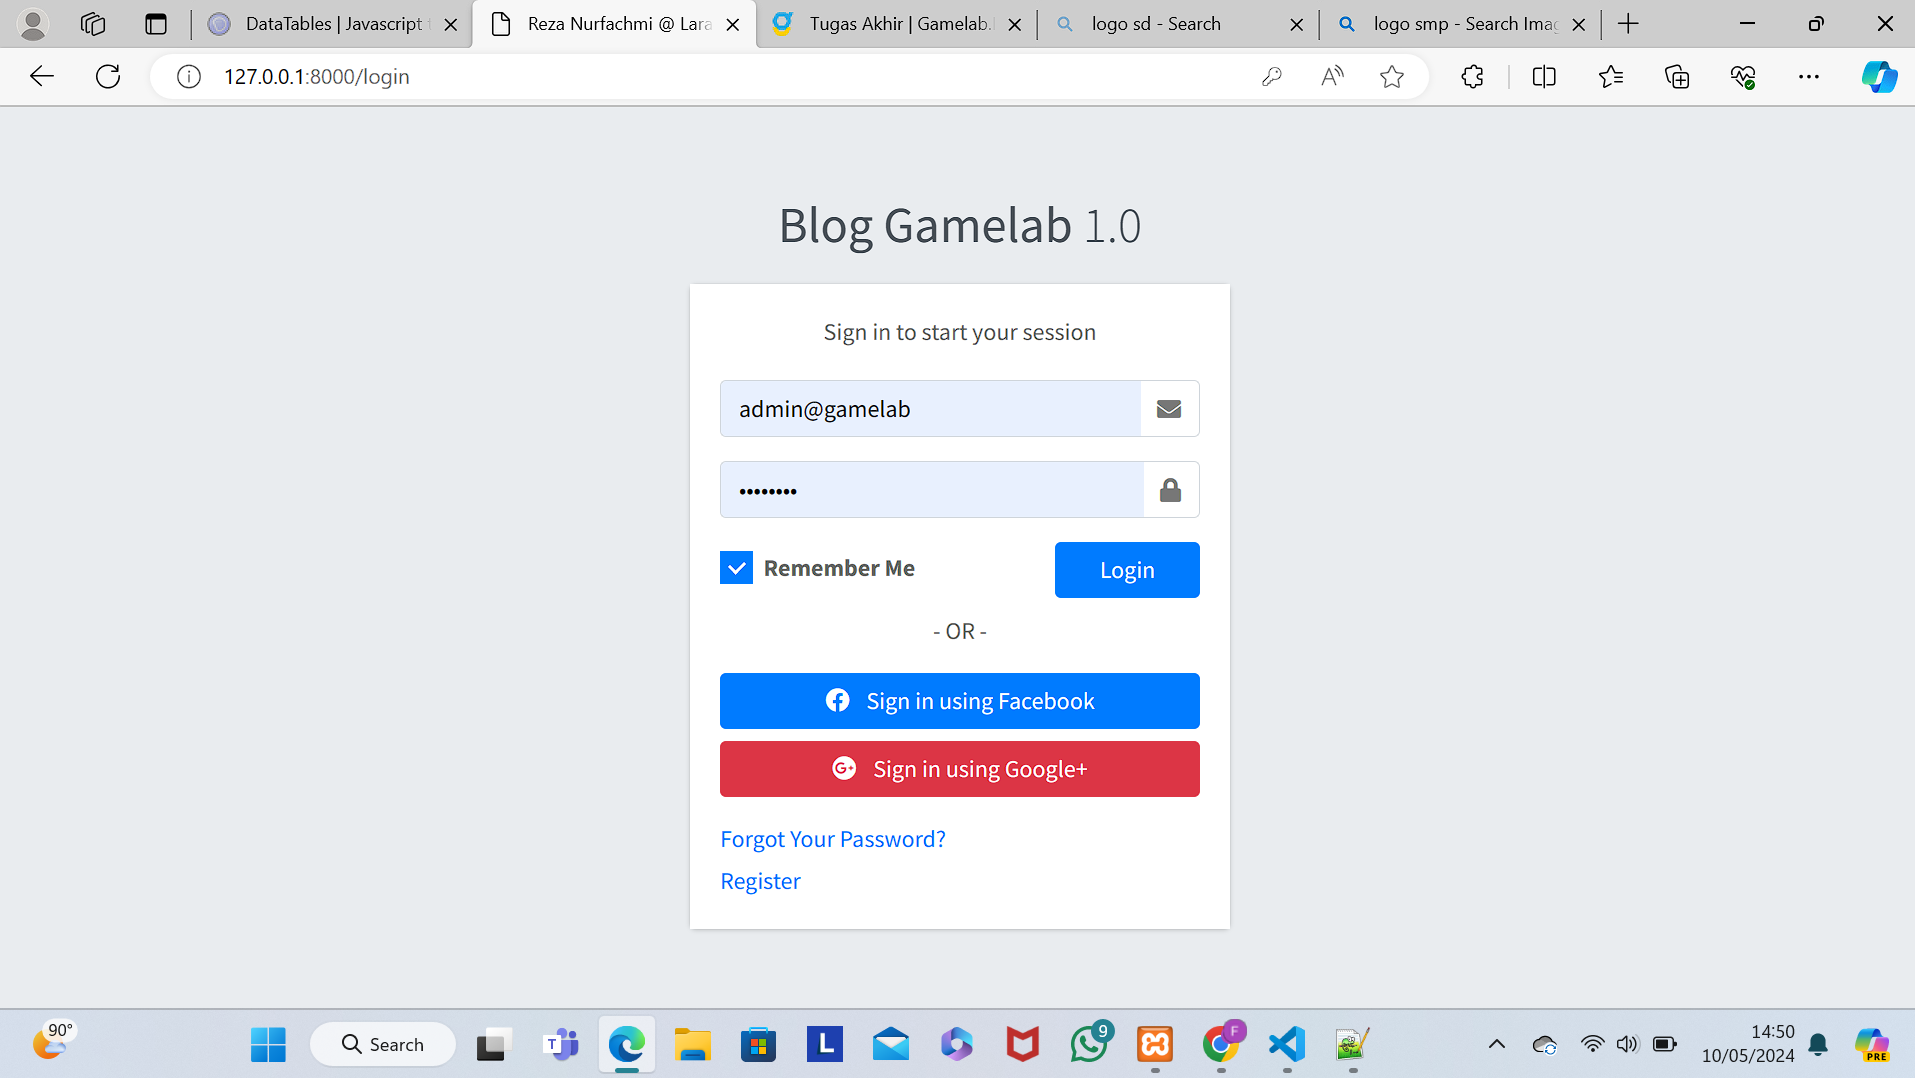 DataTables | Javascript
Reza Nurfachmi @ Lara
Tugas Akhir | Gamelab.
logo sd - Search
logo smp - Search Imag
127.0.0.1:8000/login
Blog Gamelab 1.0
Sign in to start your session
admin@gamelab
••••••••
Remember Me
Login
- OR -
Sign in using Facebook
Sign in using Google+
Forgot Your Password?
Register
90°
Search
T
L
9
F
14:50
10/05/2024
PRE